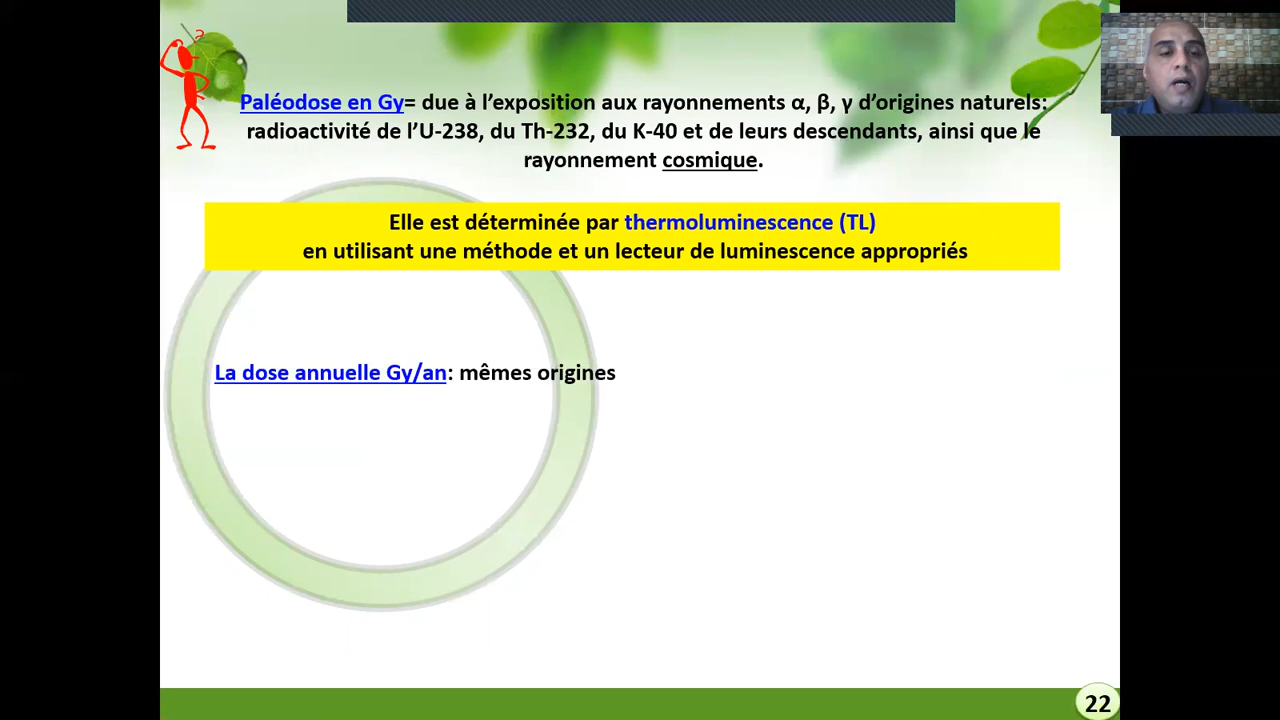 Paléodose en Gy= due à l’exposition aux rayonnements α, β, γ d’origines naturels:
radioactivité de l’U-238, du Th-232, du K-40 et de leurs descendants, ainsi que le
rayonnement cosmique.
Elle est déterminée par thermoluminescence (TL)
en utilisant une méthode et un lecteur de luminescence appropriés
La dose annuelle Gy/an: mêmes origines
22